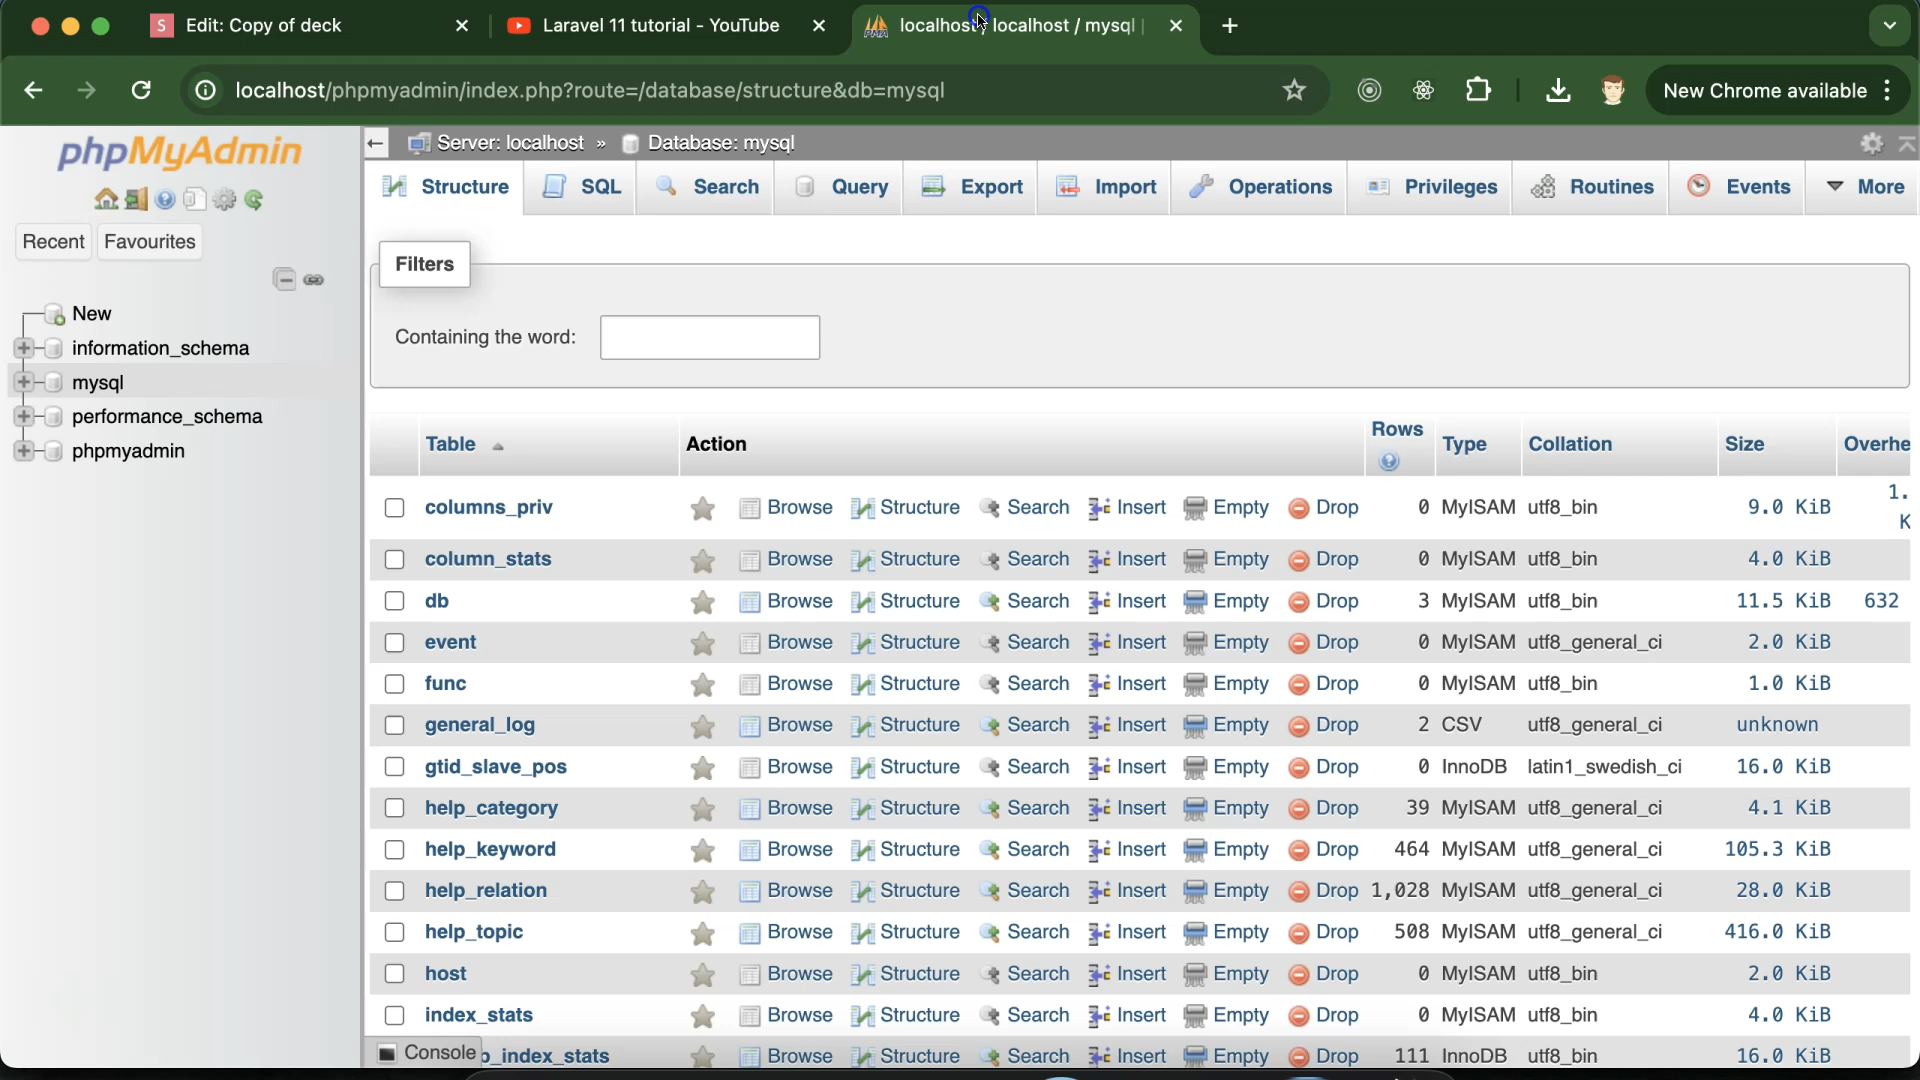 Edit: Copy of deck
Laravel 11 tutorial - YouTube
localhost / localhost / mysql |
localhost/phpmyadmin/index.php?route=/database/structure&db=mysql
New Chrome available
phpMyAdmin
Server: localhost » Database: mysql
Structure SQL Search Query Export Import Operations Privileges Routines Events More
Recent Favourites
New
information_schema
mysql
performance_schema
phpmyadmin
Filters
Containing the word:
Table Action Rows Type Collation Size Overhe
columns_priv Browse Structure Search Insert Empty Drop 0 MyISAM utf8_bin 9.0 KiB 1.
K
column_stats Browse Structure Search Insert Empty Drop 0 MyISAM utf8_bin 4.0 KiB
db Browse Structure Search Insert Empty Drop 3 MyISAM utf8_bin 11.5 KiB 632
event Browse Structure Search Insert Empty Drop 0 MyISAM utf8_general_ci 2.0 KiB
func Browse Structure Search Insert Empty Drop 0 MyISAM utf8_bin 1.0 KiB
general_log Browse Structure Search Insert Empty Drop 2 CSV utf8_general_ci unknown
gtid_slave_pos Browse Structure Search Insert Empty Drop 0 InnoDB latin1_swedish_ci 16.0 KiB
help_category Browse Structure Search Insert Empty Drop 39 MyISAM utf8_general_ci 4.1 KiB
help_keyword Browse Structure Search Insert Empty Drop 464 MyISAM utf8_general_ci 105.3 KiB
help_relation Browse Structure Search Insert Empty Drop 1,028 MyISAM utf8_general_ci 28.0 KiB
help_topic Browse Structure Search Insert Empty Drop 508 MyISAM utf8_general_ci 416.0 KiB
host Browse Structure Search Insert Empty Drop 0 MyISAM utf8_bin 2.0 KiB
index_stats Browse Structure Search Insert Empty Drop 0 MyISAM utf8_bin 4.0 KiB
Console b_index_stats Browse Structure Search Insert Empty Drop 111 InnoDB utf8_bin 16.0 KiB